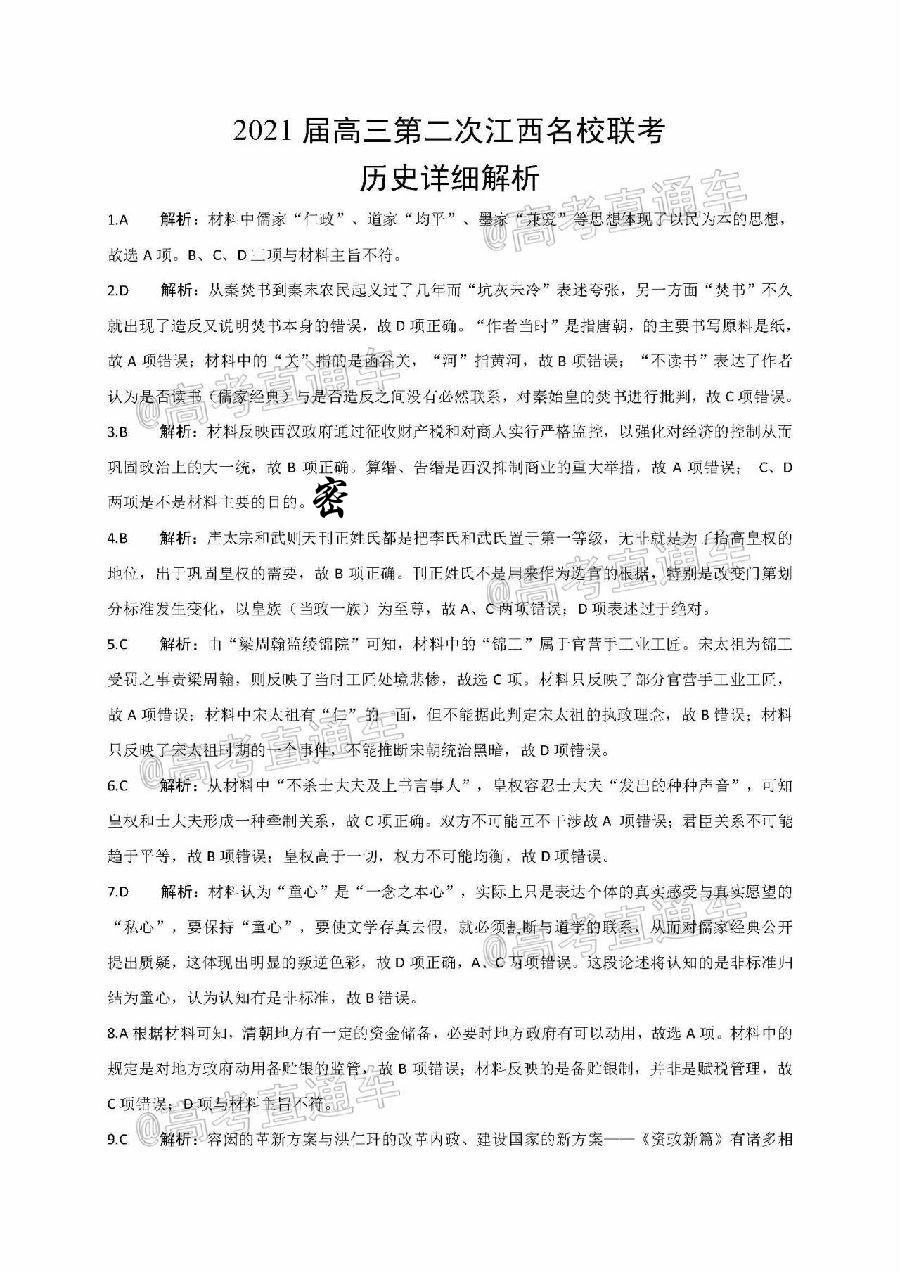 2021 届高三第二次江西名校联考
历史详细解析
1.A 解析：材料中儒家“仁政”、道家“均平”、墨家“兼爱”等思想体现了以民为本的思想，
故选 A 项。B、C、D 三项与材料主旨不符。
2.D 解析：从秦焚书到秦末农民起义过了几年而“坑灰未冷”表述夸张，另一方面“焚书”不久
就出现了造反又说明焚书本身的错误，故 D 项正确。“作者当时”是指唐朝，的主要书写原料是纸，
故 A 项错误；材料中的“关”指的是函谷关，“河”指黄河，故 B 项错误；“不读书”表达了作者
认为是否读书（儒家经典）与是否造反之间没有必然联系，对秦始皇的焚书进行批判，故 C 项错误。
3.B 解析：材料反映西汉政府通过征收财产税和对商人实行严格监控，以强化对经济的控制从而
巩固政治上的大一统，故 B 项正确。算缗、告缗是西汉抑制商业的重大举措，故 A 项错误； C、D
两项是不是材料主要的目的。密
4.B 解析：唐太宗和武则天刊正姓氏都是把李氏和武氏置于第一等级，无非就是为了抬高皇权的
地位，出于巩固皇权的需要，故 B 项正确。刊正姓氏不是用来作为选官的根据，特别是改变门第划
分标准发生变化，以皇族（当政一族）为至尊，故 A、C 两项错误；D 项表述过于绝对。
5.C 解析：由“梁周翰监绫锦院”可知，材料中的“锦工”属于官营手工业工匠。宋太祖为锦工
受罚之事责梁周翰，则反映了当时工匠处境悲惨，故选 C 项。材料只反映了部分官营手工业工匠，
故 A 项错误；材料中宋太祖有“仁”的一面，但不能据此判定宋太祖的执政理念，故 B 错误；材料
只反映了宋太祖时期的一个事件，不能推断宋朝统治黑暗，故 D 项错误。
6.C 解析：从材料中“不杀士大夫及上书言事人”，皇权容忍士大夫“发出的种种声音”，可知
皇权和士大夫形成一种牵制关系，故 C 项正确。双方不可能互不干涉故 A 项错误；君臣关系不可能
趋于平等，故 B 项错误；皇权高于一切，权力不可能均衡，故 D 项错误。
7.D 解析：材料认为“童心”是“一念之本心”，实际上只是表达个体的真实感受与真实愿望的
“私心”，要保持“童心”，要使文学存真去假，就必须割断与道学的联系，从而对儒家经典公开
提出质疑，这体现出明显的叛逆色彩，故 D 项正确，A、C 两项错误。这段论述将认知的是非标准归
结为童心，认为认知有是非标准，故 B 错误。
8.A 根据材料可知，清朝地方有一定的资金储备，必要时地方政府有可以动用，故选 A 项。材料中的
规定是对地方政府动用备贮银的监管，故 B 项错误；材料反映的是备贮银制，并非是赋税管理，故
C 项错误；D 项与材料主旨不符。
9.C 解析：容闳的革新方案与洪仁玕的改革内政、建设国家的新方案——《资政新篇》有诸多相
@高考直通车
@高考直通车
@高考直通车
@高考直通车
@高考直通车
@高考直通车